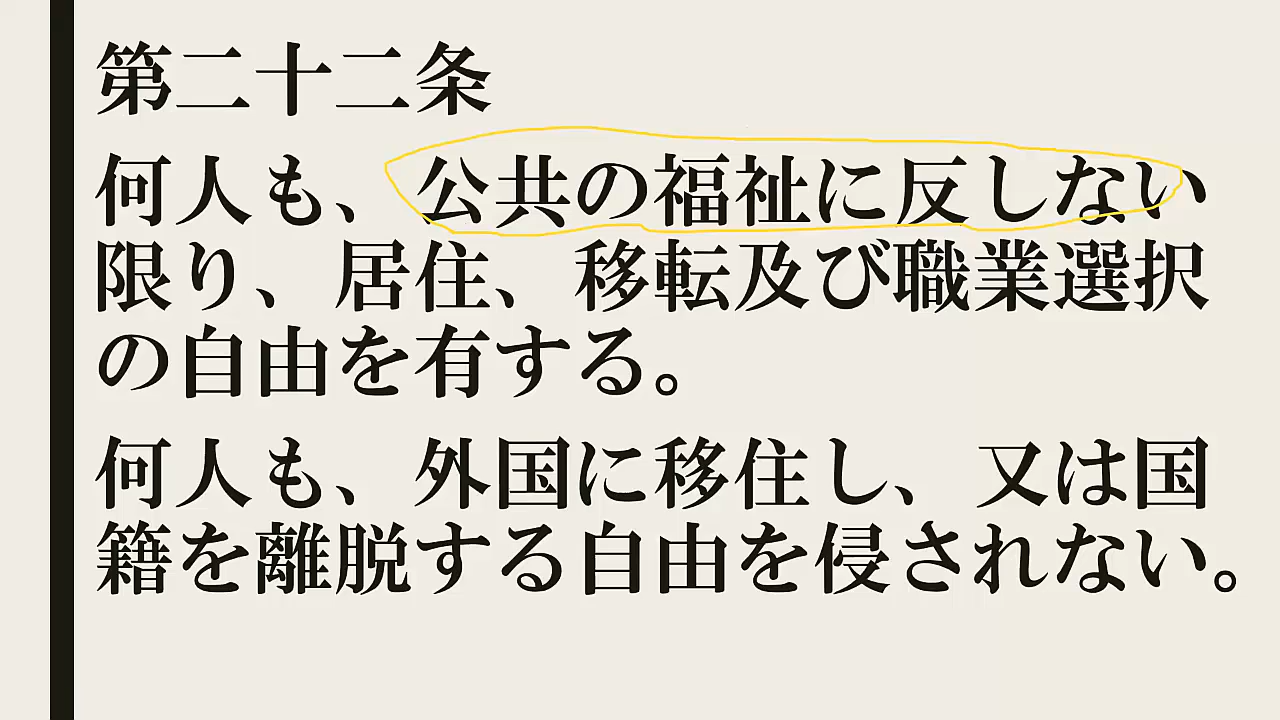 第二十二条
何人も、公共の福祉に反しない
限り、居住、移転及び職業選択
の自由を有する。
何人も、外国に移住し、又は国
籍を離脱する自由を侵されない。